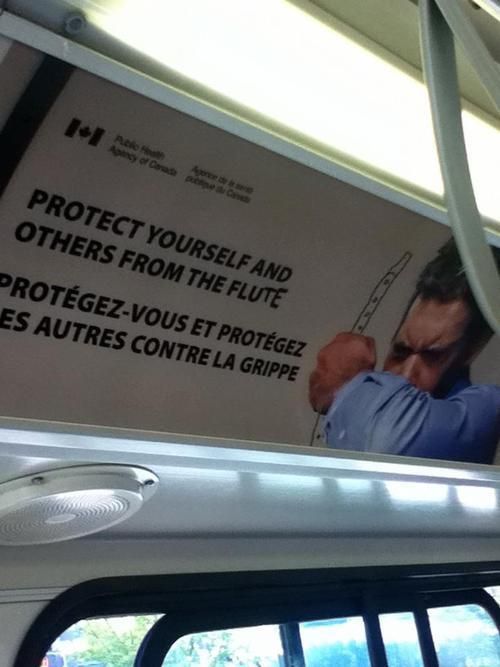 Public Health
Agency of Canada
Agence de la santé
publique du Canada
PROTECT YOURSELF AND
OTHERS FROM THE FLUTE
PROTÉGEZ-VOUS ET PROTÉGEZ
ES AUTRES CONTRE LA GRIPPE